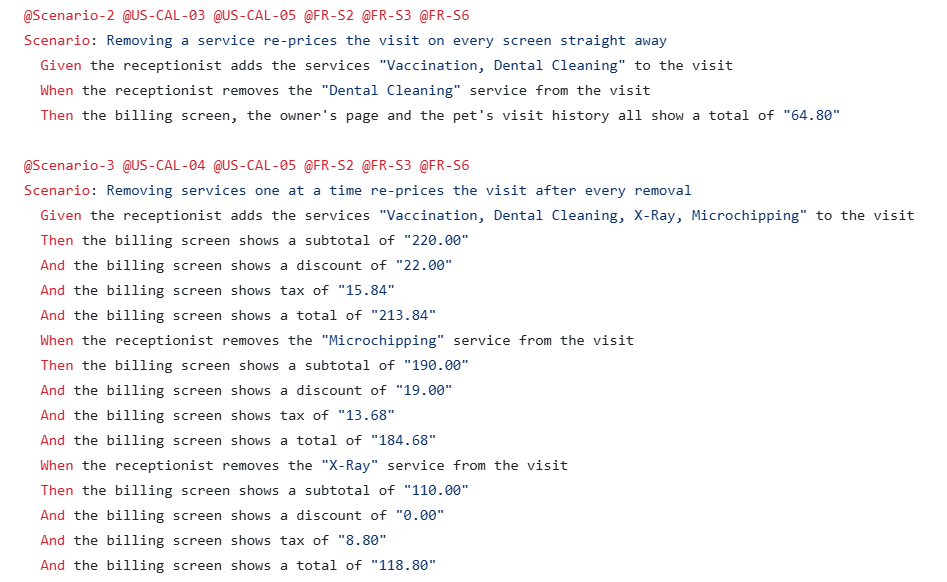 @Scenario-2 @US-CAL-03 @US-CAL-05 @FR-S2 @FR-S3 @FR-S6
Scenario: Removing a service re-prices the visit on every screen straight away
Given the receptionist adds the services "Vaccination, Dental Cleaning" to the visit
When the receptionist removes the "Dental Cleaning" service from the visit
Then the billing screen, the owner's page and the pet's visit history all show a total of "64.80"
@Scenario-3 @US-CAL-04 @US-CAL-05 @FR-S2 @FR-S3 @FR-S6
Scenario: Removing services one at a time re-prices the visit after every removal
Given the receptionist adds the services "Vaccination, Dental Cleaning, X-Ray, Microchipping" to the visit
Then the billing screen shows a subtotal of "220.00"
And the billing screen shows a discount of "22.00"
And the billing screen shows tax of "15.84"
And the billing screen shows a total of "213.84"
When the receptionist removes the "Microchipping" service from the visit
Then the billing screen shows a subtotal of "190.00"
And the billing screen shows a discount of "19.00"
And the billing screen shows tax of "13.68"
And the billing screen shows a total of "184.68"
When the receptionist removes the "X-Ray" service from the visit
Then the billing screen shows a subtotal of "110.00"
And the billing screen shows a discount of "0.00"
And the billing screen shows tax of "8.80"
And the billing screen shows a total of "118.80"